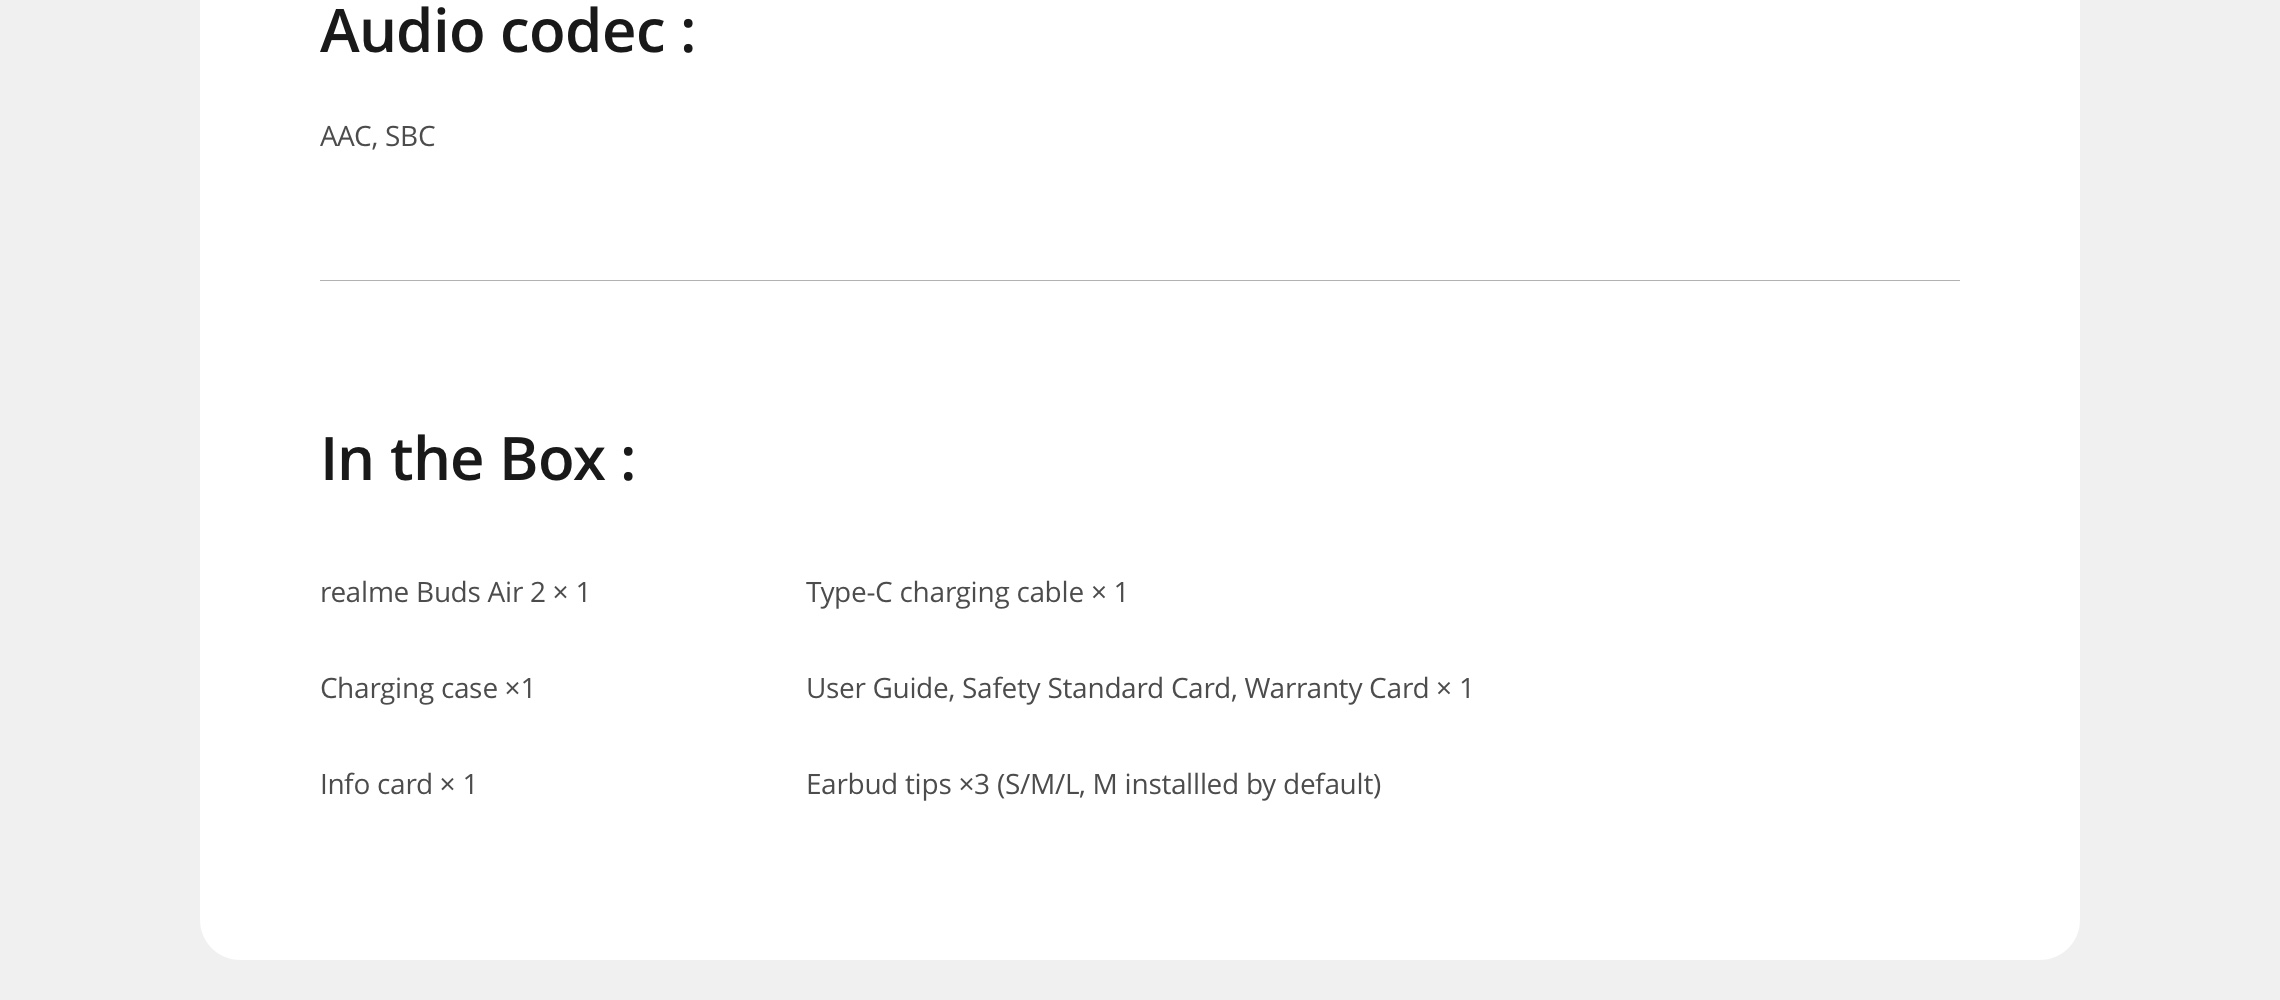 Audio codec :
AAC, SBC
In the Box :
realme Buds Air 2 × 1
Type-C charging cable × 1
Charging case ×1
User Guide, Safety Standard Card, Warranty Card × 1
Info card × 1
Earbud tips ×3 (S/M/L, M installled by default)